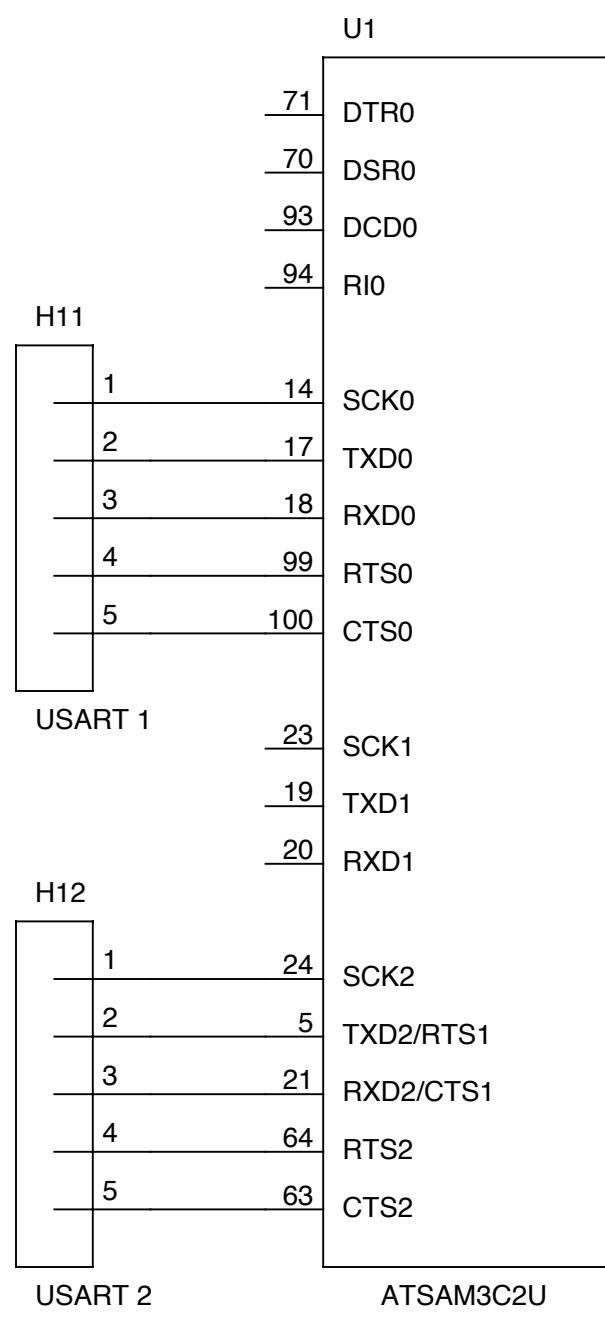 U1
71 DTR0
70 DSR0
93 DCD0
94 RI0
H11
1 14 SCK0
2 17 TXD0
3 18 RXD0
4 99 RTS0
5 100 CTS0
USART 1
23 SCK1
19 TXD1
20 RXD1
H12
1 24 SCK2
2 5 TXD2/RTS1
3 21 RXD2/CTS1
4 64 RTS2
5 63 CTS2
USART 2 ATSAM3C2U